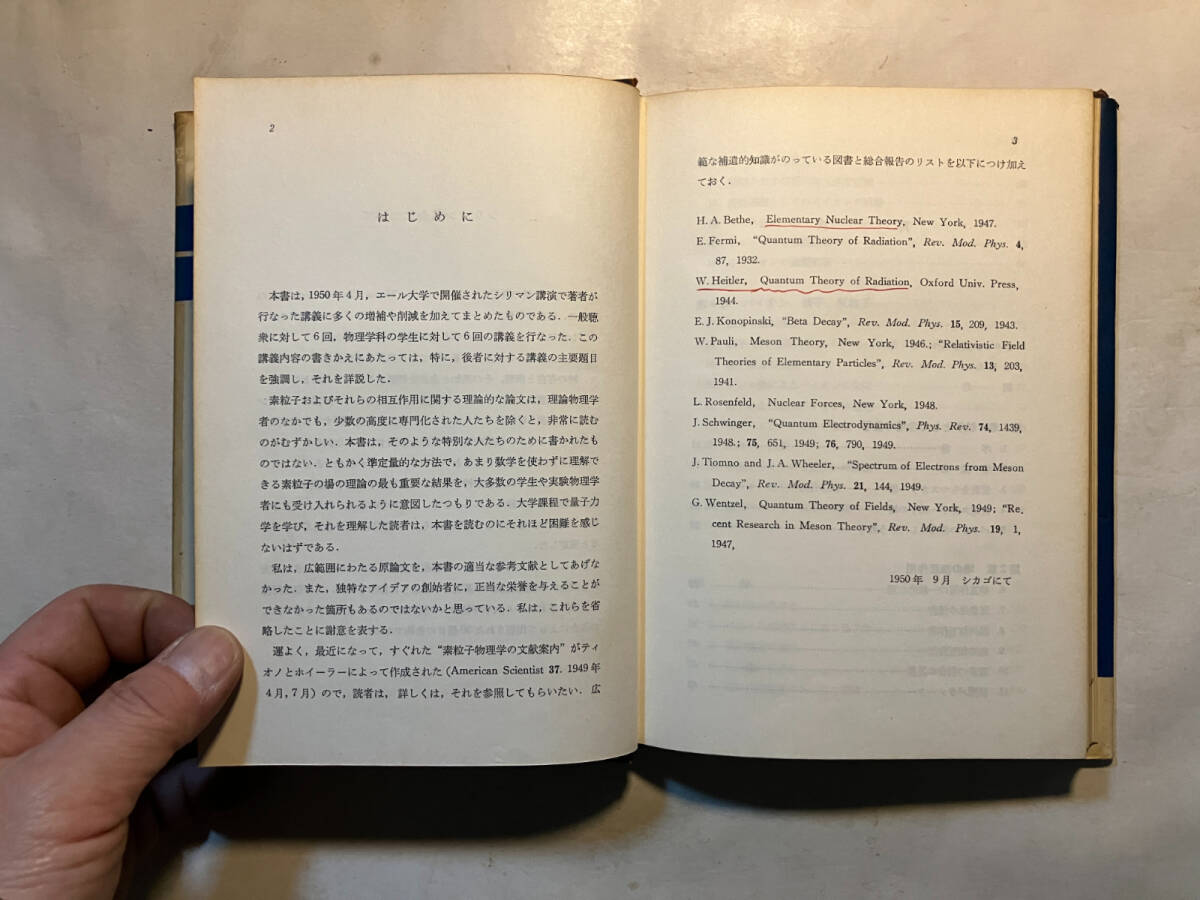 2
はじめに
本書は,1950年4月,エール大学で開催されたシリマン講演で著者が
行なった講義に多くの増補や削減を加えてまとめたものである.一般聴
衆に対して6回,物理学科の学生に対して6回の講義を行なった.この
講義内容の書きかえにあたっては,特に,後者に対する講義の主要題目
を強調し,それを詳説した.
素粒子およびそれらの相互作用に関する理論的な論文は,理論物理学
者のなかでも,少数の高度に専門化された人たちを除くと,非常に読む
のがむずかしい.本書は,そのような特別な人たちのために書かれたも
のではない.ともかく準定量的な方法で,あまり数学を使わずに理解で
きる素粒子の場の理論の最も重要な結果を,大多数の学生や実験物理学
者にも受け入れられるように意図したつもりである.大学課程で量子力
学を学び,それを理解した読者は,本書を読むのにそれほど困難を感じ
ないはずである.
私は,広範囲にわたる原論文を,本書の適当な参考文献としてあげな
かった.また,独特なアイデアの創始者に,正当な栄誉を与えることが
できなかった箇所もあるのではないかと思っている.私は,これらを省
略したことに謝意を表する.
運よく,最近になって,すぐれた“素粒子物理学の文献案内”がティ
オノとホイーラーによって作成された(American Scientist 37. 1949年
4月,7月)ので,読者は,詳しくは,それを参照してもらいたい.広
3
範な補遺的知識がのっている図書と総合報告のリストを以下につけ加え
ておく.
H. A. Bethe, Elementary Nuclear Theory, New York, 1947.
E. Fermi, “Quantum Theory of Radiation”, Rev. Mod. Phys. 4,
87, 1932.
W. Heitler, Quantum Theory of Radiation, Oxford Univ. Press,
1944.
E. J. Konopinski, “Beta Decay”, Rev. Mod. Phys. 15, 209, 1943.
W. Pauli, Meson Theory, New York, 1946.; “Relativistic Field
Theories of Elementary Particles”, Rev. Mod. Phys. 13, 203,
1941.
L. Rosenfeld, Nuclear Forces, New York, 1948.
J. Schwinger, “Quantum Electrodynamics”, Phys. Rev. 74, 1439,
1948.; 75, 651, 1949; 76, 790, 1949.
J. Tiomno and J. A. Wheeler, “Spectrum of Electrons from Meson
Decay”, Rev. Mod. Phys. 21, 144, 1949.
G. Wentzel, Quantum Theory of Fields, New York, 1949; “Re.
cent Research in Meson Theory”, Rev. Mod. Phys. 19, 1,
1947,
1950年 9月 シカゴにて